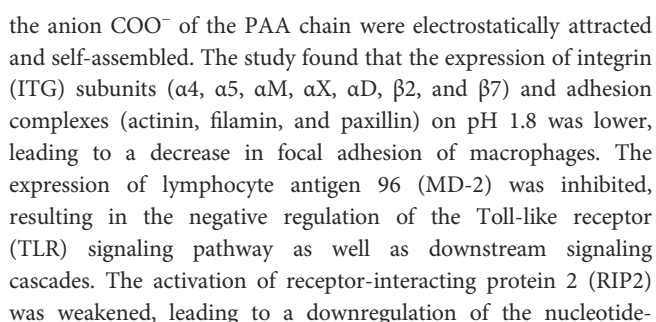 the anion COO⁻ of the PAA chain were electrostatically attracted
and self-assembled. The study found that the expression of integrin
(ITG) subunits (α4, α5, αM, αX, αD, β2, and β7) and adhesion
complexes (actinin, filamin, and paxillin) on pH 1.8 was lower,
leading to a decrease in focal adhesion of macrophages. The
expression of lymphocyte antigen 96 (MD-2) was inhibited,
resulting in the negative regulation of the Toll-like receptor
(TLR) signaling pathway as well as downstream signaling
cascades. The activation of receptor-interacting protein 2 (RIP2)
was weakened, leading to a downregulation of the nucleotide-